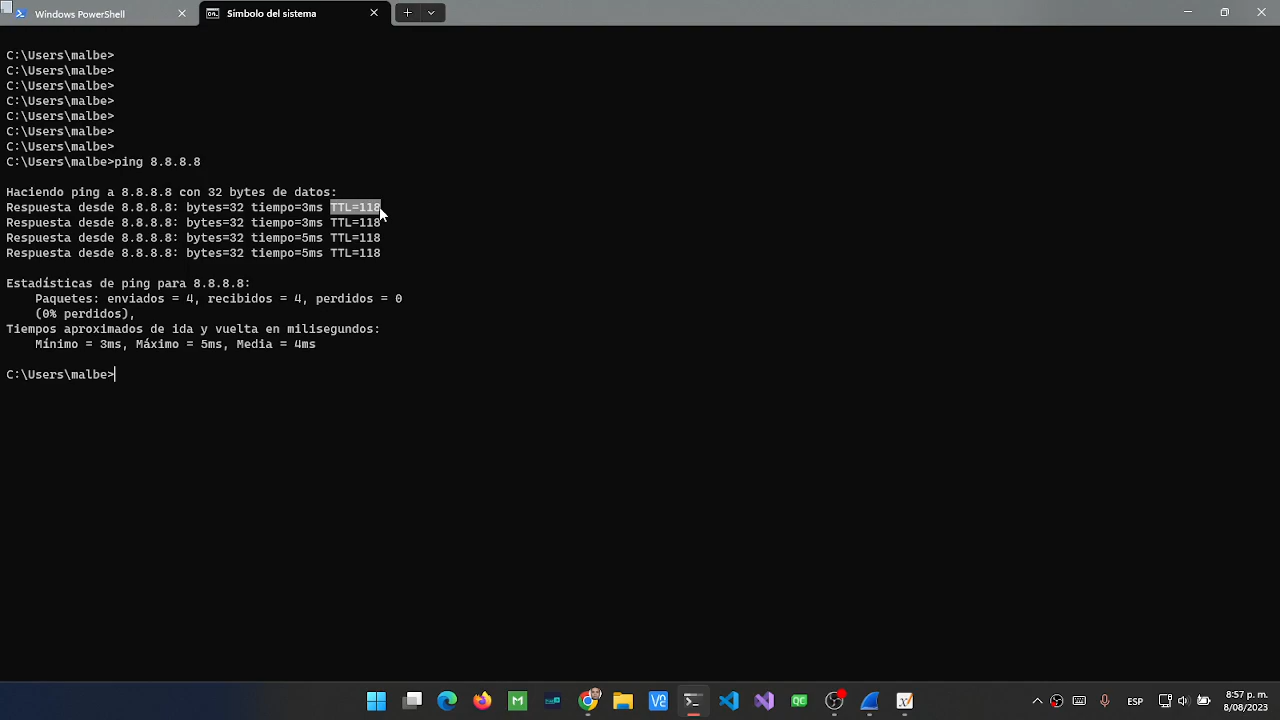 Windows PowerShell
Símbolo del sistema
C:\Users\malbe>
C:\Users\malbe>
C:\Users\malbe>
C:\Users\malbe>
C:\Users\malbe>
C:\Users\malbe>
C:\Users\malbe>
C:\Users\malbe>ping 8.8.8.8
Haciendo ping a 8.8.8.8 con 32 bytes de datos:
Respuesta desde 8.8.8.8: bytes=32 tiempo=3ms TTL=118
Respuesta desde 8.8.8.8: bytes=32 tiempo=3ms TTL=118
Respuesta desde 8.8.8.8: bytes=32 tiempo=5ms TTL=118
Respuesta desde 8.8.8.8: bytes=32 tiempo=5ms TTL=118
Estadísticas de ping para 8.8.8.8:
Paquetes: enviados = 4, recibidos = 4, perdidos = 0
(0% perdidos),
Tiempos aproximados de ida y vuelta en milisegundos:
Mínimo = 3ms, Máximo = 5ms, Media = 4ms
C:\Users\malbe>
ESP
8:57 p. m.
8/08/2023